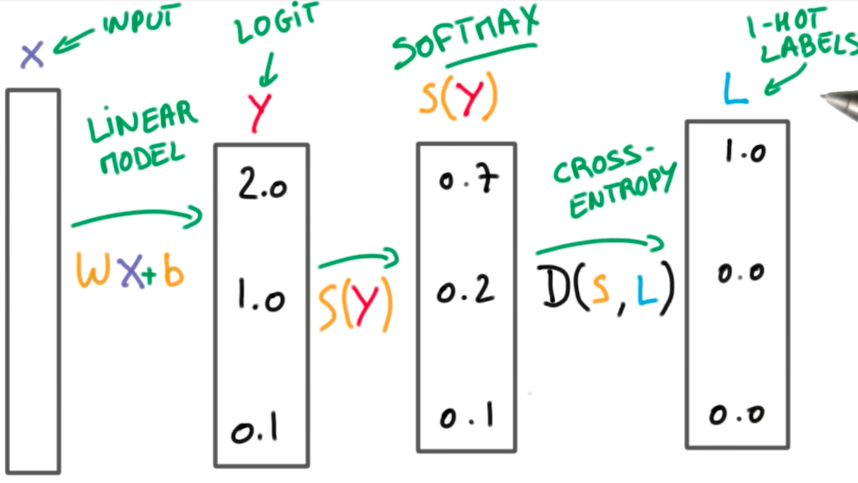 INPUT
X
LINEAR
MODEL
WX+b
LOGIT
Y
2.0
1.0
0.1
S(Y)
SOFTMAX
S(Y)
0.7
0.2
0.1
CROSS-
ENTROPY
D(S,L)
1-HOT
LABELS
L
1.0
0.0
0.0